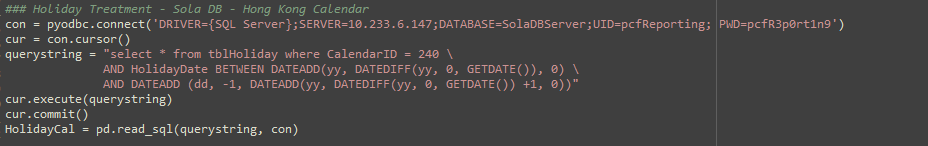 ### Holiday Treatment - Sola DB - Hong Kong Calendar
con = pyodbc.connect('DRIVER={SQL Server};SERVER=10.233.6.147;DATABASE=SolaDBServer;UID=pcfReporting; PWD=pcfR3p0rt1n9')
cur = con.cursor()
querystring = "select * from tblHoliday where CalendarID = 240 \
AND HolidayDate BETWEEN DATEADD(yy, DATEDIFF(yy, 0, GETDATE()), 0) \
AND DATEADD (dd, -1, DATEADD(yy, DATEDIFF(yy, 0, GETDATE()) +1, 0))"
cur.execute(querystring)
cur.commit()
HolidayCal = pd.read_sql(querystring, con)